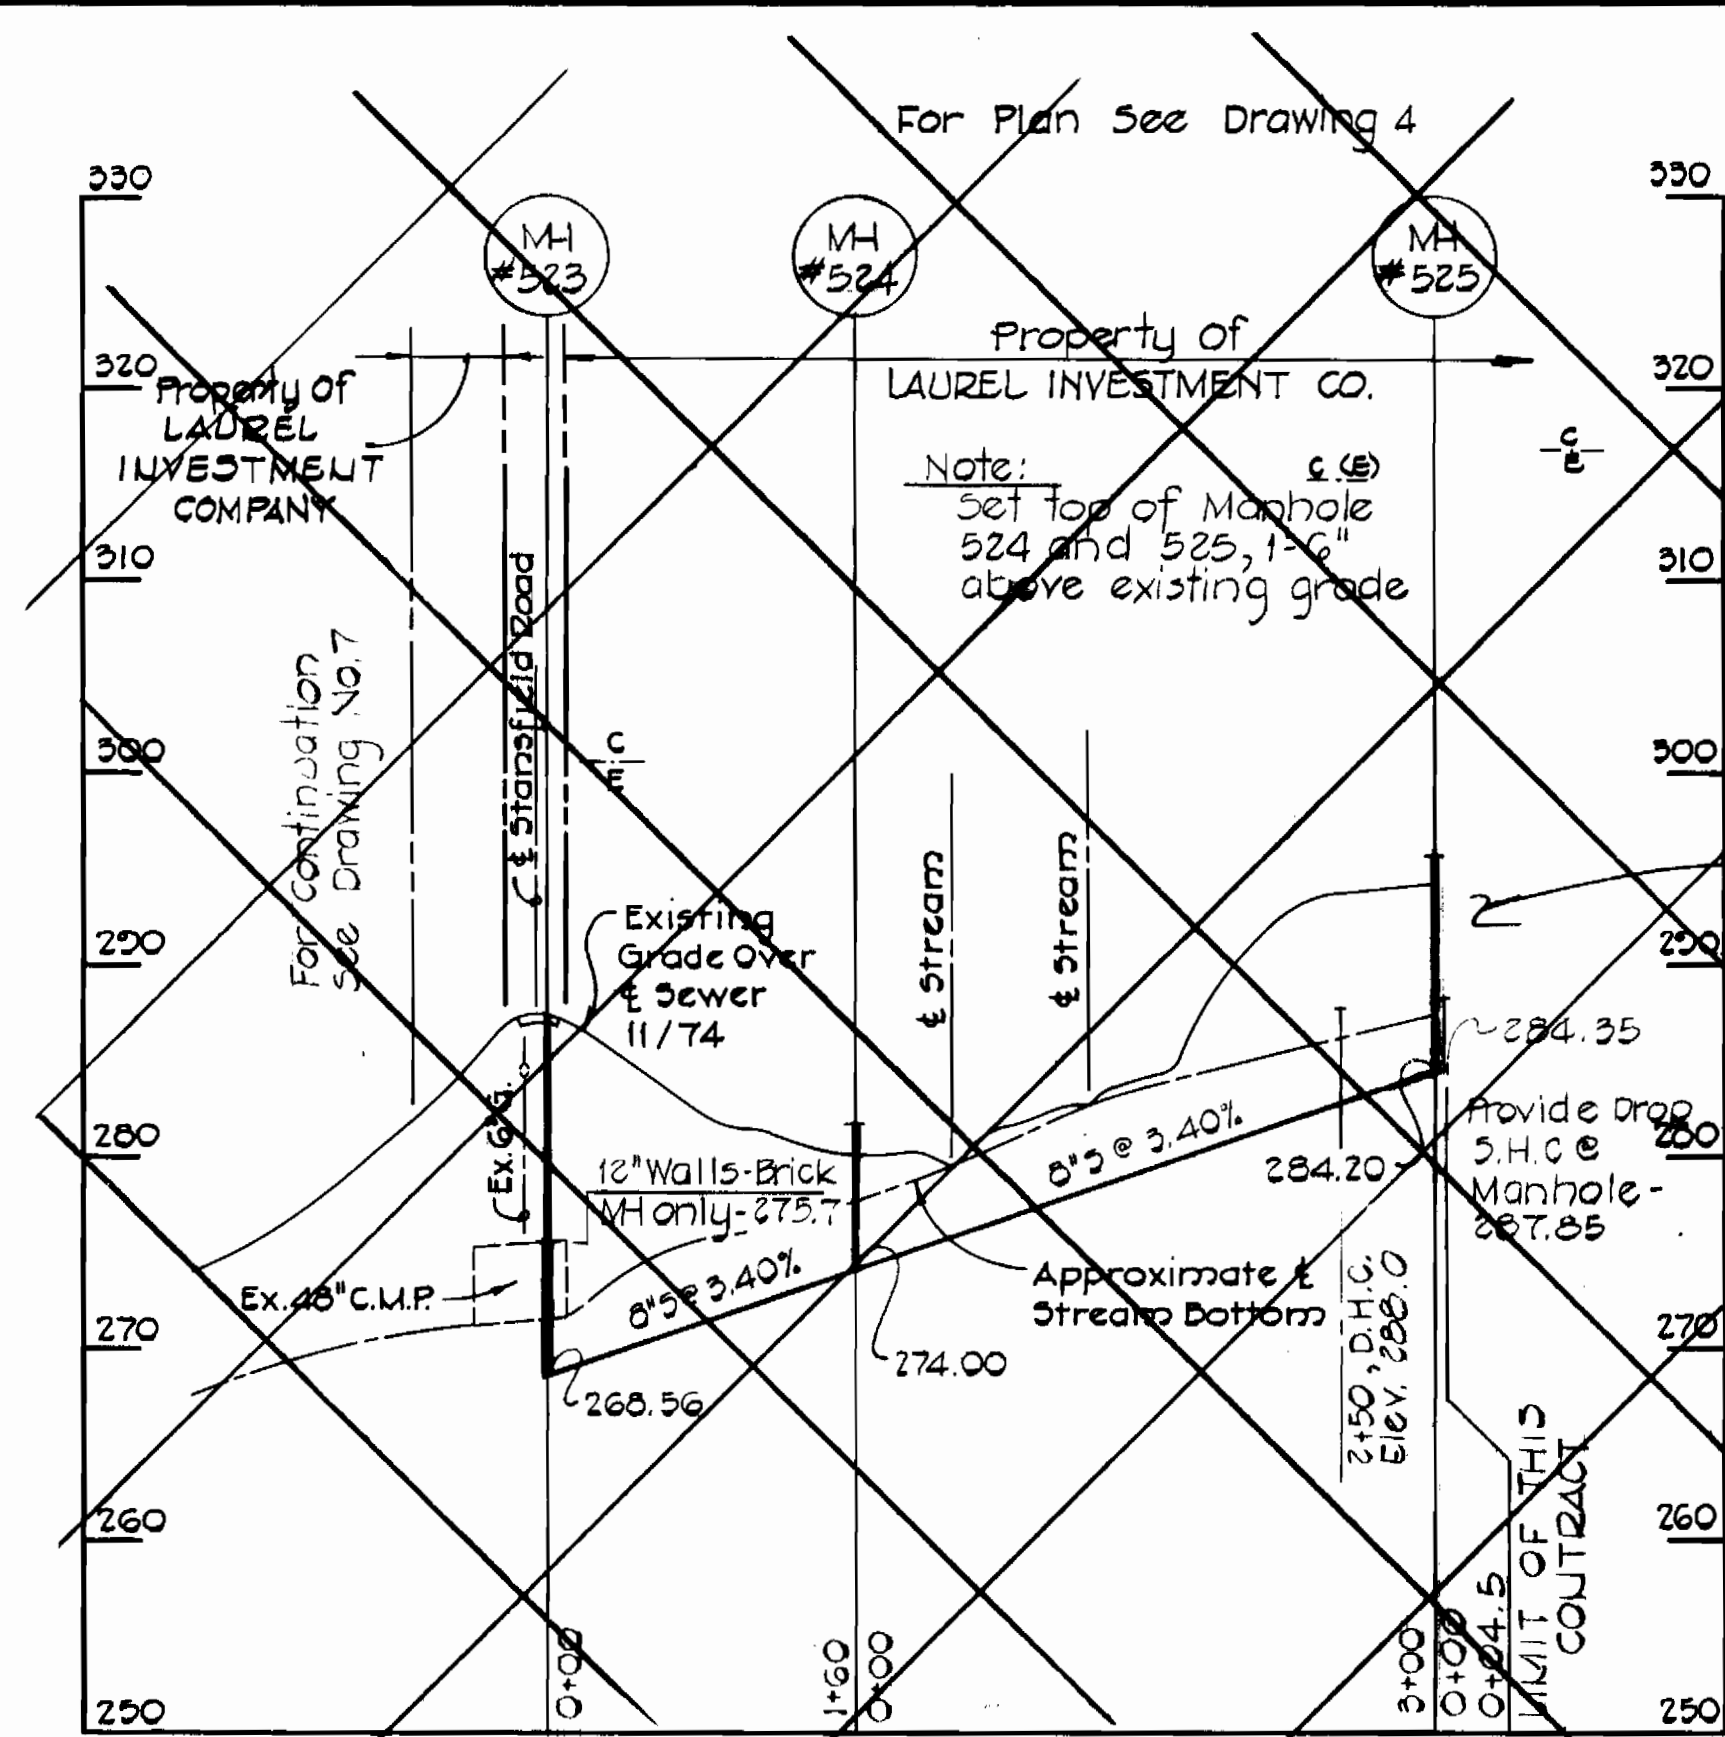 For Plan See Drawing 4
330
330
MH
#523
MH
#524
MH
#525
Property of
LAUREL INVESTMENT CO.
320
320
Property Of
LAUREL
INVESTMENT
COMPANY
C
E
Note:
C (E)
Set top of Manhole
524 and 525, 1'-6"
above existing grade
310
310
For Continuation
See Drawing No.7
℄ Stansfield Road
300
300
C
E
℄ Stream
℄ Stream
Existing
Grade Over
℄ Sewer
11/74
290
290
284.35
Ex. 6" G.
280
280
8"S @ 3.40%
Provide Drop
S.H.C @
Manhole-
287.85
284.20
12" Walls-Brick
MH only-275.7
Ex. 48" C.M.P.
8"S @ 3.40%
Approximate ℄
Stream Bottom
2+50, D.H.C.
Elev. 288.0
270
270
274.00
268.56
260
260
LIMIT OF THIS
CONTRACT
0+00
1+60
0+00
3+00
0+00
0+04.5
250
250